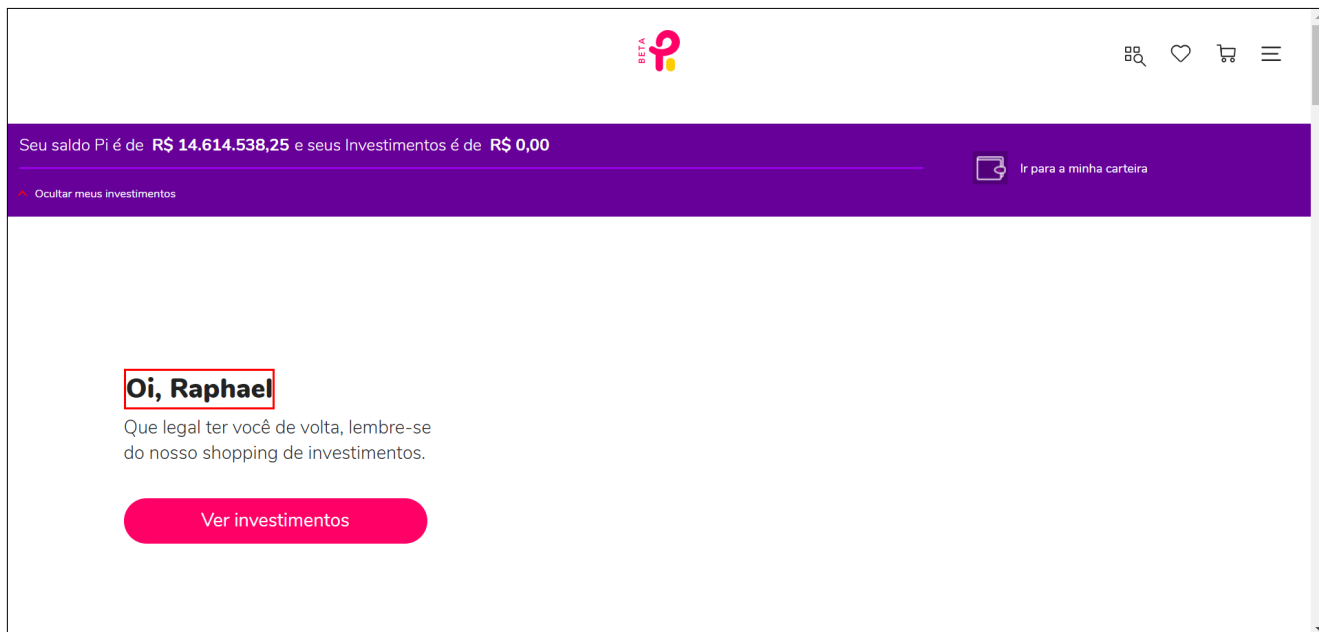 BETA
Pi
Seu saldo Pi é de R$ 14.614.538,25 e seus Investimentos é de R$ 0,00
Ir para a minha carteira
Ocultar meus investimentos
Oi, Raphael
Que legal ter você de volta, lembre-se
do nosso shopping de investimentos.
Ver investimentos